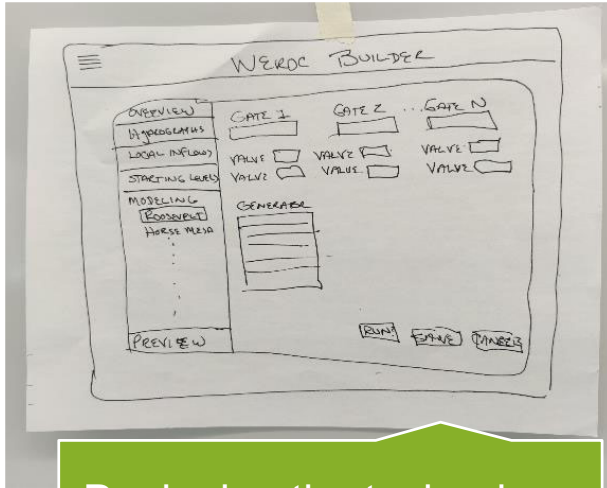 WEROC BUILDER
OVERVIEW
HYDROGRAPHS
LOCAL INFLOWS
STARTING LEVELS
MODELING
ROOSEVELT
HORSE MESA
PREVIEW
GATE 1 GATE 2 ... GATE N
VALVE VALVE VALVE
VALVE VALVE VALVE
GENERATOR
RUN SAVE CANCEL